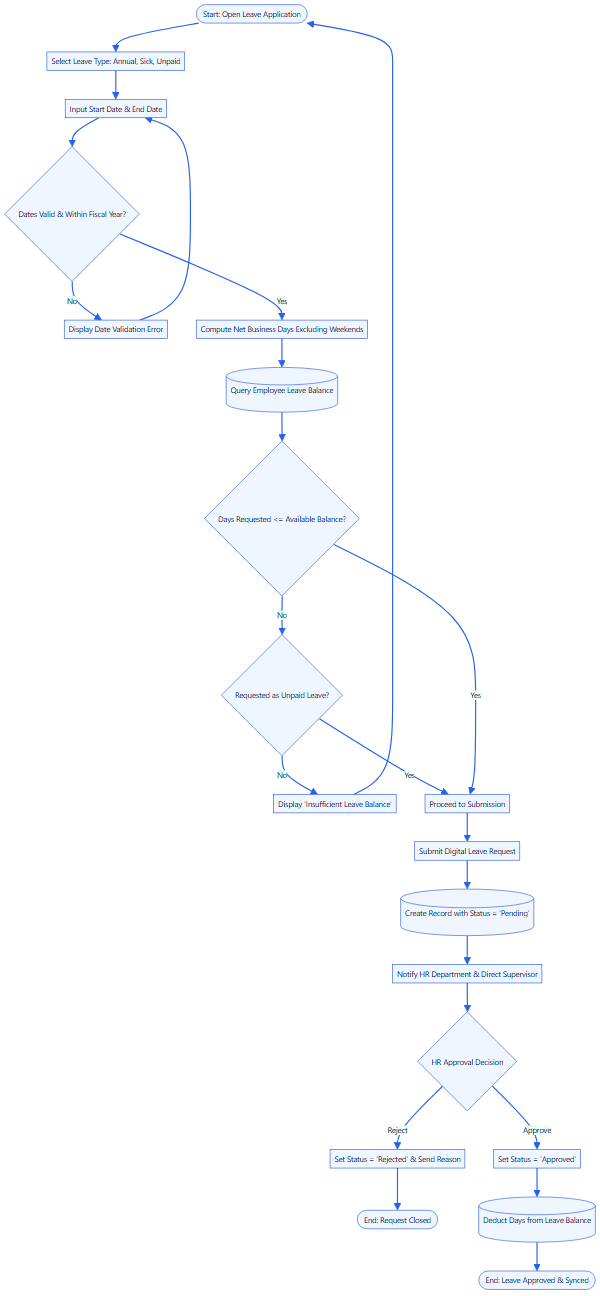 Start: Open Leave Application
Select Leave Type: Annual, Sick, Unpaid
Input Start Date & End Date
Dates Valid & Within Fiscal Year?
No
Yes
Display Date Validation Error
Compute Net Business Days Excluding Weekends
Query Employee Leave Balance
Days Requested <= Available Balance?
No
Requested as Unpaid Leave?
Yes
No
Yes
Display 'Insufficient Leave Balance'
Proceed to Submission
Submit Digital Leave Request
Create Record with Status = 'Pending'
Notify HR Department & Direct Supervisor
HR Approval Decision
Reject
Approve
Set Status = 'Rejected' & Send Reason
Set Status = 'Approved'
End: Request Closed
Deduct Days from Leave Balance
End: Leave Approved & Synced